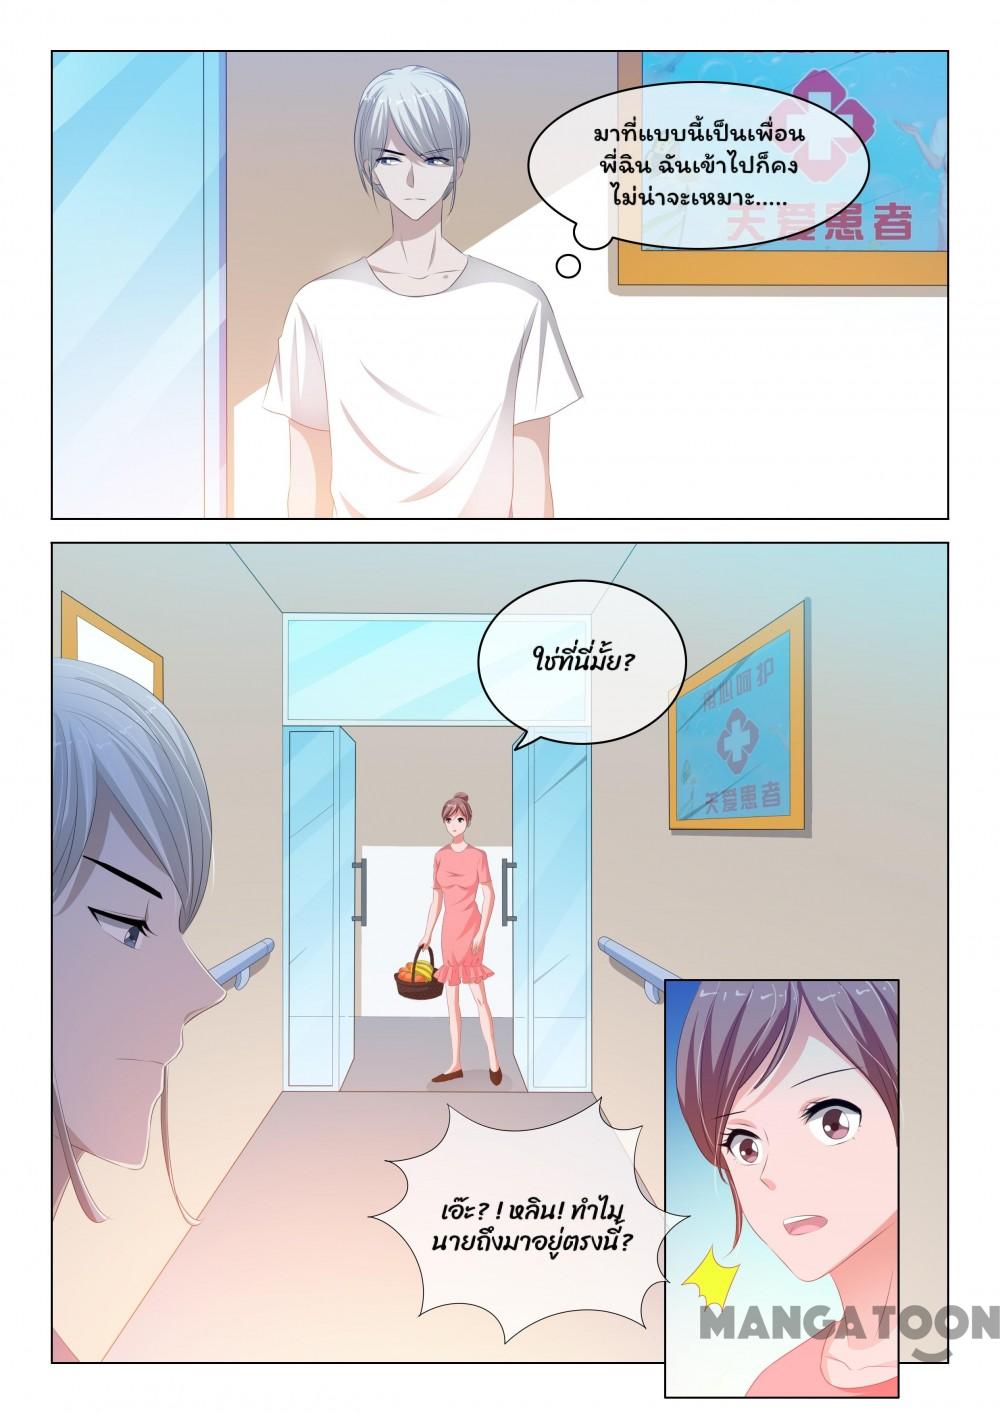 มาที่แบบนี้เป็นเพื่อน
พี่ฉิน ฉันเข้าไปก็คง
ไม่น่าจะเหมาะ.....
关爱患者
ใช่ที่นี่มั้ย?
用心呵护
关爱患者
เอ๊ะ? ! หลิน! ทำไม
นายถึงมาอยู่ตรงนี้?
MANGATOON